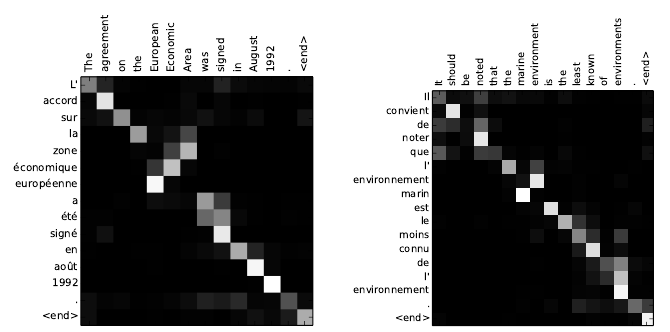 The agreement on the European Economic Area was signed in August 1992 . <end>
L'
accord
sur
la
zone
économique
européenne
a
été
signé
en
août
1992
.
<end>
It should be noted that the marine environment is the least known of environments . <end>
Il
convient
de
noter
que
l'
environnement
marin
est
le
moins
connu
de
l'
environnement
.
<end>